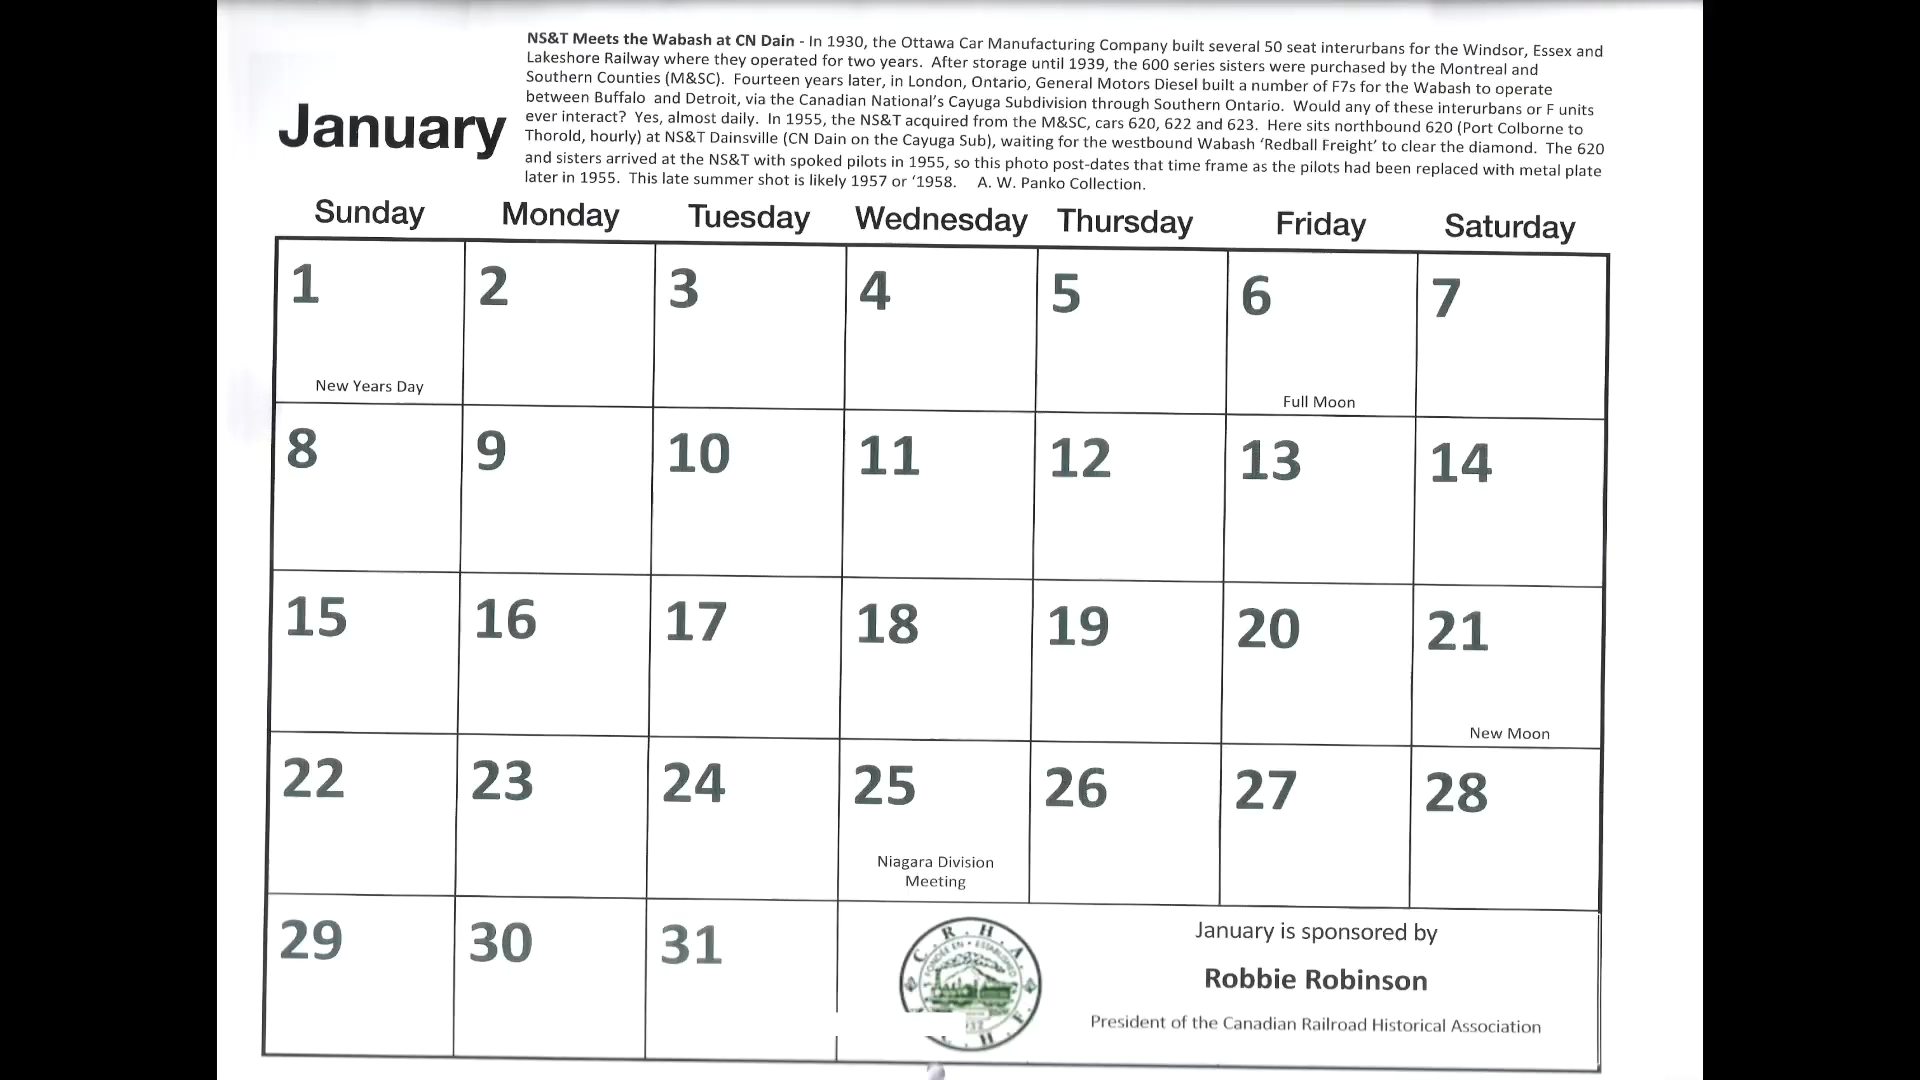 NS&T Meets the Wabash at CN Dain - In 1930, the Ottawa Car Manufacturing Company built several 50 seat interurbans for the Windsor, Essex and
Lakeshore Railway where they operated for two years. After storage until 1939, the 600 series sisters were purchased by the Montreal and
Southern Counties (M&SC). Fourteen years later, in London, Ontario, General Motors Diesel built a number of F7s for the Wabash to operate
between Buffalo and Detroit, via the Canadian National's Cayuga Subdivision through Southern Ontario. Would any of these interurbans or F units
ever interact? Yes, almost daily. In 1955, the NS&T acquired from the M&SC, cars 620, 622 and 623. Here sits northbound 620 (Port Colborne to
Thorold, hourly) at NS&T Dainsville (CN Dain on the Cayuga Sub), waiting for the westbound Wabash 'Redball Freight' to clear the diamond. The 620
and sisters arrived at the NS&T with spoked pilots in 1955, so this photo post-dates that time frame as the pilots had been replaced with metal plate
later in 1955. This late summer shot is likely 1957 or '1958. A. W. Panko Collection.
January
Sunday Monday Tuesday Wednesday Thursday Friday Saturday
1 2 3 4 5 6 7
New Years Day Full Moon
8 9 10 11 12 13 14
15 16 17 18 19 20 21
New Moon
22 23 24 25 26 27 28
Niagara Division
Meeting
29 30 31
C. R. H. A.
FONDÉE EN • ESTABLISHED
January is sponsored by
Robbie Robinson
President of the Canadian Railroad Historical Association